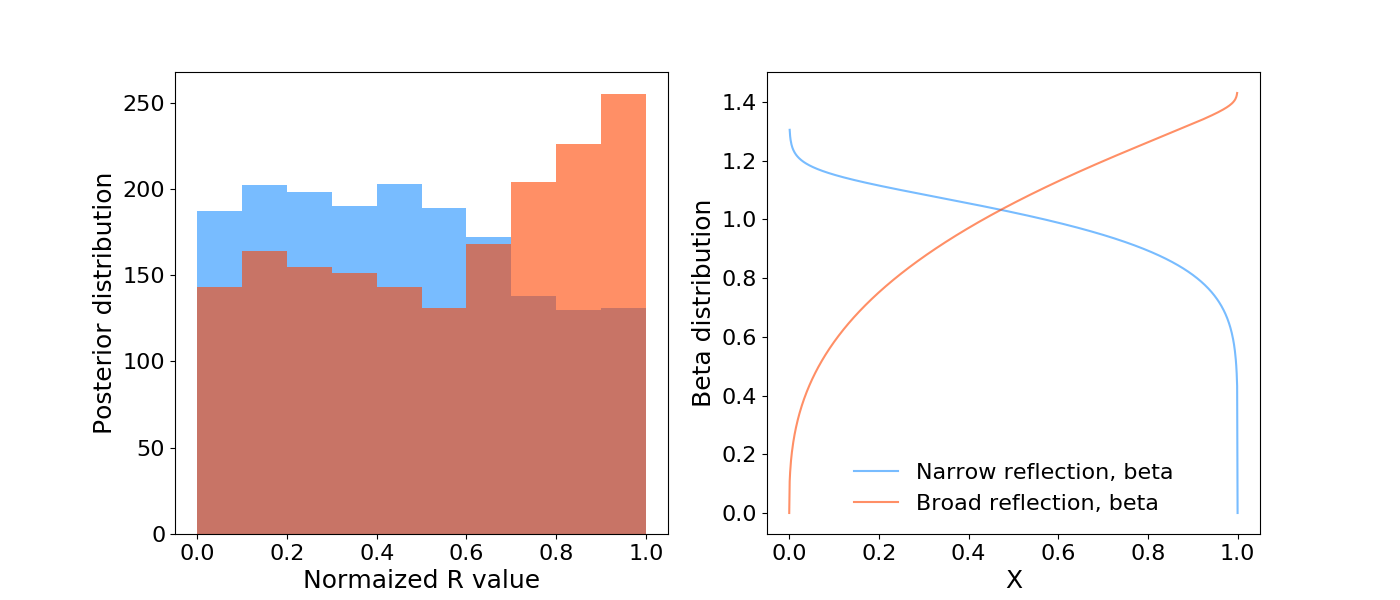 Posterior distribution
250
200
150
100
50
0
0.0 0.2 0.4 0.6 0.8 1.0
Normaized R value
Beta distribution
1.4
1.2
1.0
0.8
0.6
0.4
0.2
0.0
Narrow reflection, beta
Broad reflection, beta
0.0 0.2 0.4 0.6 0.8 1.0
X